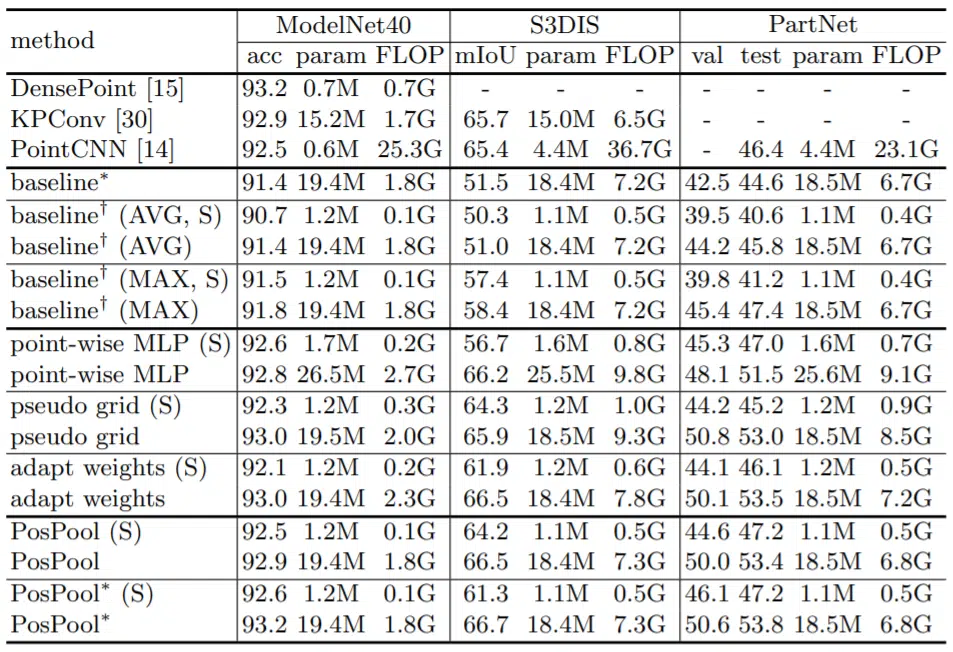 method ModelNet40 S3DIS PartNet
acc param FLOP mIoU param FLOP val test param FLOP
DensePoint [15] 93.2 0.7M 0.7G - - - - - - -
KPConv [30] 92.9 15.2M 1.7G 65.7 15.0M 6.5G - - - -
PointCNN [14] 92.5 0.6M 25.3G 65.4 4.4M 36.7G - 46.4 4.4M 23.1G
baseline* 91.4 19.4M 1.8G 51.5 18.4M 7.2G 42.5 44.6 18.5M 6.7G
baseline† (AVG, S) 90.7 1.2M 0.1G 50.3 1.1M 0.5G 39.5 40.6 1.1M 0.4G
baseline† (AVG) 91.4 19.4M 1.8G 51.0 18.4M 7.2G 44.2 45.8 18.5M 6.7G
baseline† (MAX, S) 91.5 1.2M 0.1G 57.4 1.1M 0.5G 39.8 41.2 1.1M 0.4G
baseline† (MAX) 91.8 19.4M 1.8G 58.4 18.4M 7.2G 45.4 47.4 18.5M 6.7G
point-wise MLP (S) 92.6 1.7M 0.2G 56.7 1.6M 0.8G 45.3 47.0 1.6M 0.7G
point-wise MLP 92.8 26.5M 2.7G 66.2 25.5M 9.8G 48.1 51.5 25.6M 9.1G
pseudo grid (S) 92.3 1.2M 0.3G 64.3 1.2M 1.0G 44.2 45.2 1.2M 0.9G
pseudo grid 93.0 19.5M 2.0G 65.9 18.5M 9.3G 50.8 53.0 18.5M 8.5G
adapt weights (S) 92.1 1.2M 0.2G 61.9 1.2M 0.6G 44.1 46.1 1.2M 0.5G
adapt weights 93.0 19.4M 2.3G 66.5 18.4M 7.8G 50.1 53.5 18.5M 7.2G
PosPool (S) 92.5 1.2M 0.1G 64.2 1.1M 0.5G 44.6 47.2 1.1M 0.5G
PosPool 92.9 19.4M 1.8G 66.5 18.4M 7.3G 50.0 53.4 18.5M 6.8G
PosPool* (S) 92.6 1.2M 0.1G 61.3 1.1M 0.5G 46.1 47.2 1.1M 0.5G
PosPool* 93.2 19.4M 1.8G 66.7 18.4M 7.3G 50.6 53.8 18.5M 6.8G